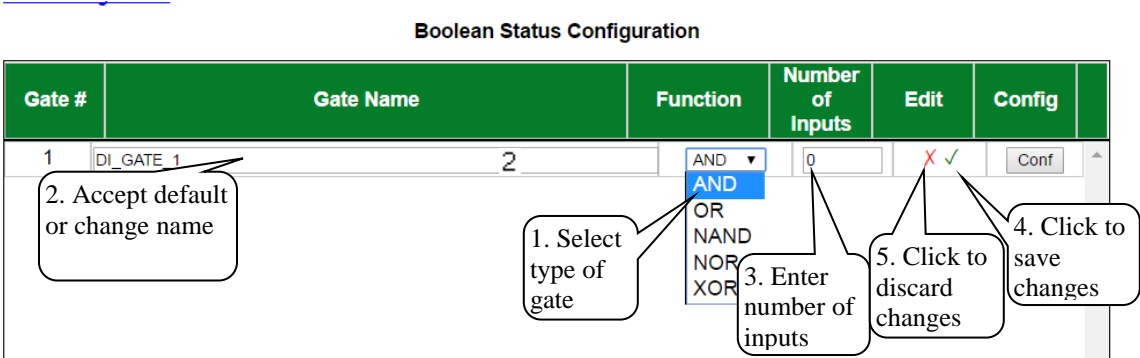 Boolean Status Configuration
Gate # Gate Name Function Number of Inputs Edit Config
1 DI_GATE_1 2 AND ▼ 0 X ✓ Conf
AND
OR
NAND
NOR
XOR
2. Accept default
or change name
1. Select
type of
gate
3. Enter
number of
inputs
5. Click to
discard
changes
4. Click to
save
changes